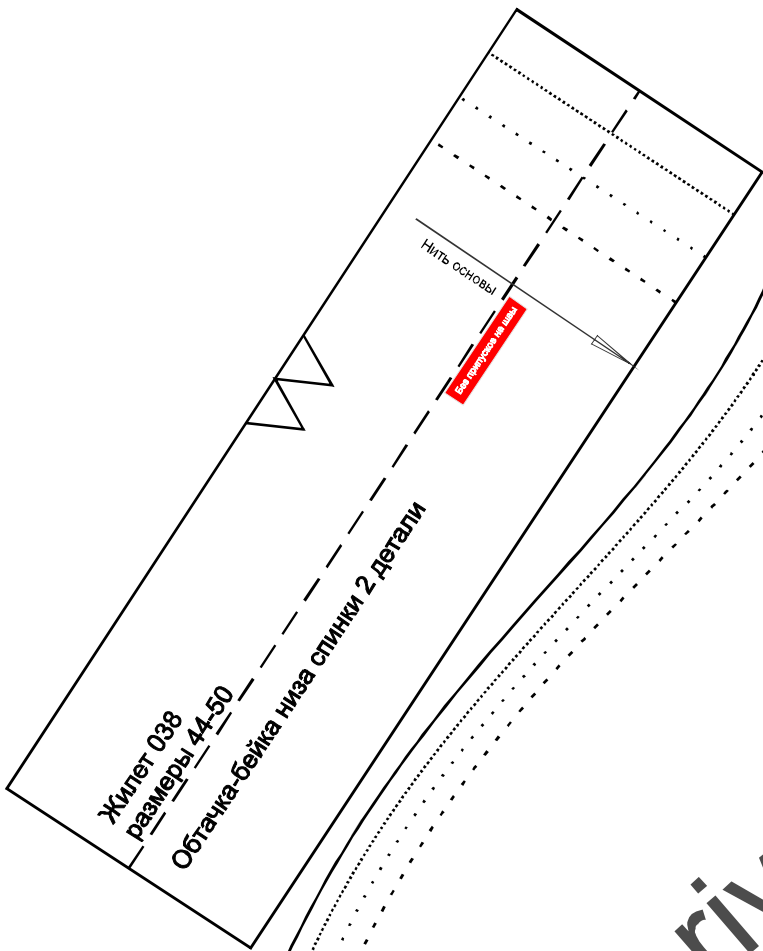 Нить основы
Без припусков на швы
Жилет 038
размеры 44-50
Обтачка-бейка низа спинки 2 детали